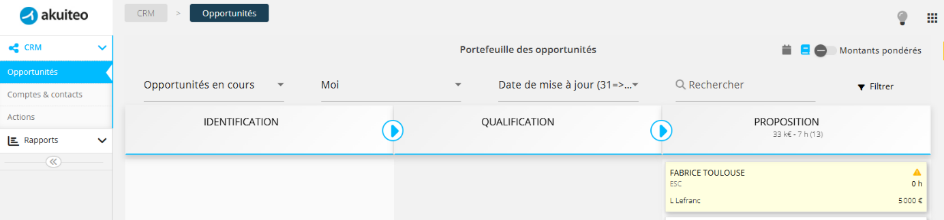 akuiteo
CRM > Opportunités
CRM
Opportunités
Comptes & contacts
Actions
Rapports
Portefeuille des opportunités
Montants pondérés
Opportunités en cours
Moi
Date de mise à jour (31=>...
Rechercher
Filtrer
IDENTIFICATION
QUALIFICATION
PROPOSITION
33 k€ - 7 h (13)
FABRICE TOULOUSE
ESC 0 h
L Lefranc 5 000 €